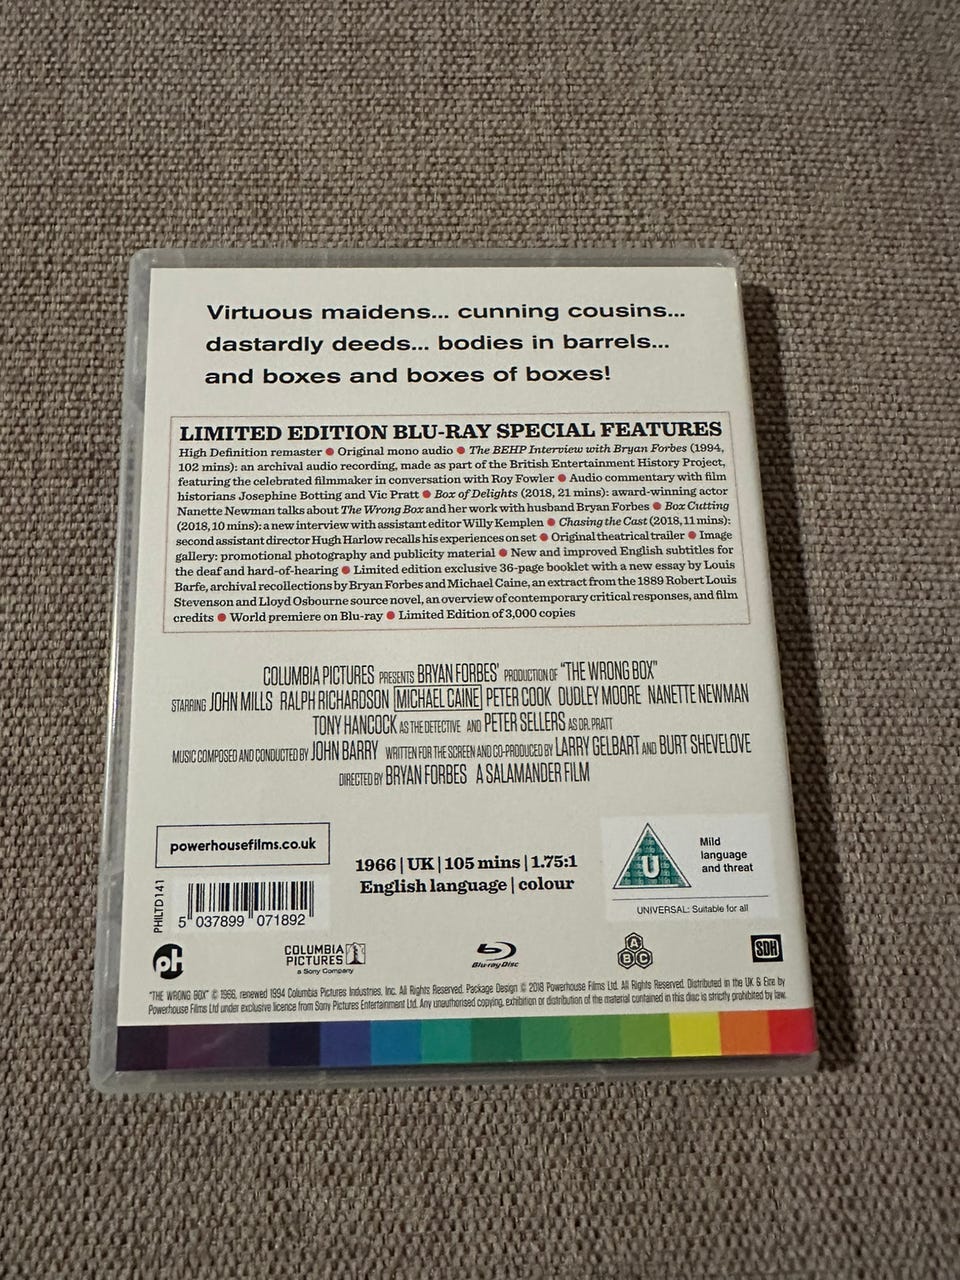 Virtuous maidens... cunning cousins...
dastardly deeds... bodies in barrels...
and boxes and boxes of boxes!
LIMITED EDITION BLU-RAY SPECIAL FEATURES
High Definition remaster ● Original mono audio ● The BEHP Interview with Bryan Forbes (1994,
102 mins): an archival audio recording, made as part of the British Entertainment History Project,
featuring the celebrated filmmaker in conversation with Roy Fowler ● Audio commentary with film
historians Josephine Botting and Vic Pratt ● Box of Delights (2018, 21 mins): award-winning actor
Nanette Newman talks about The Wrong Box and her work with husband Bryan Forbes ● Box Cutting
(2018, 10 mins): a new interview with assistant editor Willy Kemplen ● Chasing the Cast (2018, 11 mins):
second assistant director Hugh Harlow recalls his experiences on set ● Original theatrical trailer ● Image
gallery: promotional photography and publicity material ● New and improved English subtitles for
the deaf and hard-of-hearing ● Limited edition exclusive 36-page booklet with a new essay by Louis
Barfe, archival recollections by Bryan Forbes and Michael Caine, an extract from the 1889 Robert Louis
Stevenson and Lloyd Osbourne source novel, an overview of contemporary critical responses, and film
credits ● World premiere on Blu-ray ● Limited Edition of 3,000 copies
COLUMBIA PICTURES PRESENTS BRYAN FORBES' PRODUCTION OF "THE WRONG BOX"
STARRING JOHN MILLS RALPH RICHARDSON MICHAEL CAINE PETER COOK DUDLEY MOORE NANETTE NEWMAN
TONY HANCOCK AS THE DETECTIVE AND PETER SELLERS AS DR. PRATT
MUSIC COMPOSED AND CONDUCTED BY JOHN BARRY WRITTEN FOR THE SCREEN AND CO-PRODUCED BY LARRY GELBART AND BURT SHEVELOVE
DIRECTED BY BRYAN FORBES A SALAMANDER FILM
powerhousefilms.co.uk
1966 | UK | 105 mins | 1.75:1
English language | colour
U
Mild
language
and threat
UNIVERSAL: Suitable for all
PHILTD141
5 037899 071892
pH
COLUMBIA
PICTURES
a Sony Company
Blu-ray Disc
A
B C
SDH
"THE WRONG BOX" © 1966, renewed 1994 Columbia Pictures Industries, Inc. All Rights Reserved. Package Design © 2018 Powerhouse Films Ltd. All Rights Reserved. Distributed in the UK & Eire by
Powerhouse Films Ltd under exclusive licence from Sony Pictures Entertainment Ltd. Any unauthorised copying, exhibition or distribution of the material contained in this disc is strictly prohibited by law.